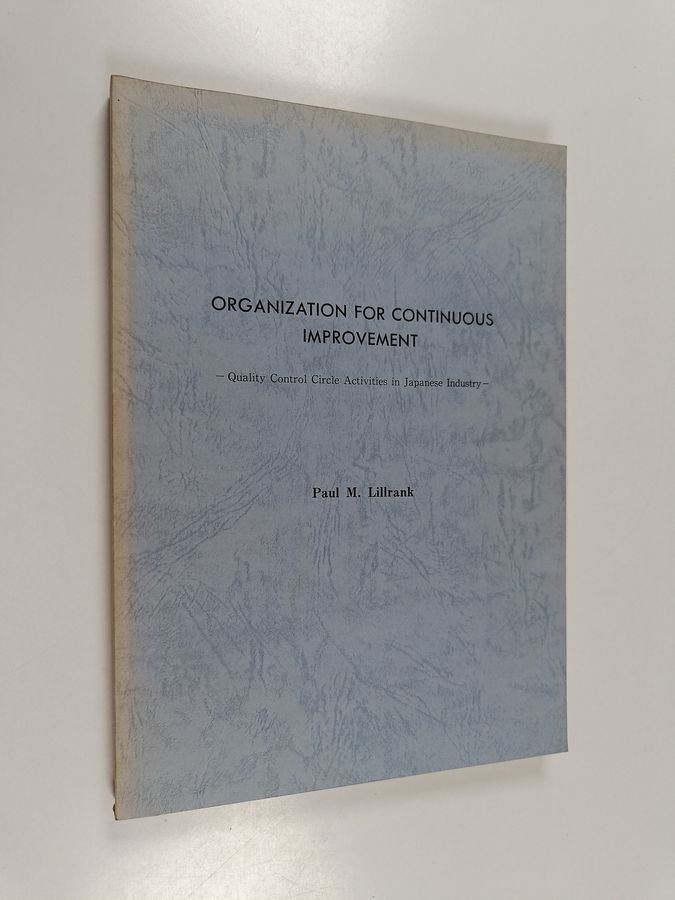 ORGANIZATION FOR CONTINUOUS
IMPROVEMENT
— Quality Control Circle Activities in Japanese Industry —
Paul M. Lillrank